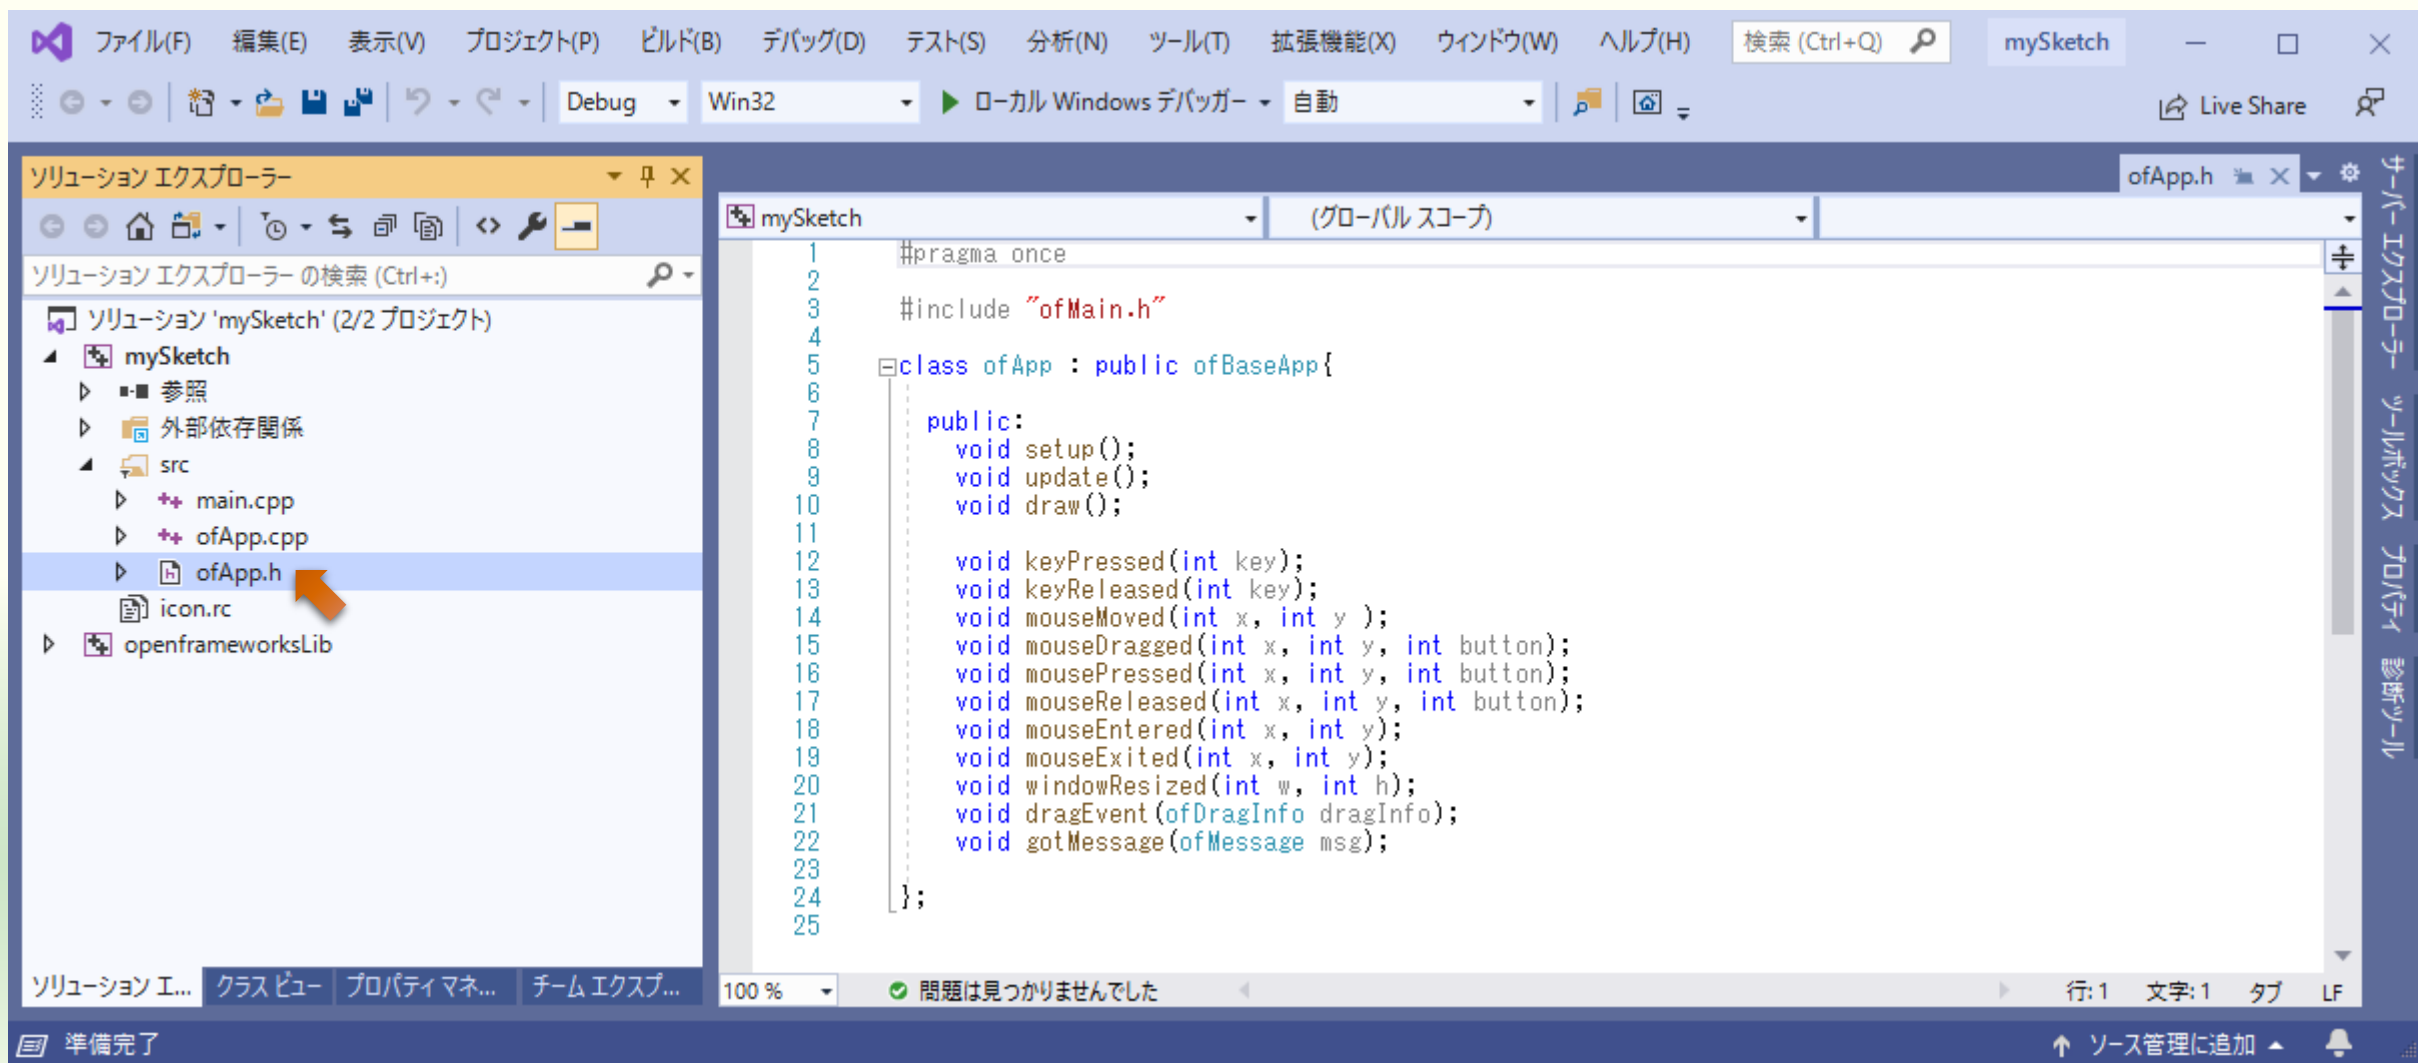 ファイル(F) 編集(E) 表示(V) プロジェクト(P) ビルド(B) デバッグ(D) テスト(S) 分析(N) ツール(T) 拡張機能(X) ウィンドウ(W) ヘルプ(H) 検索 (Ctrl+Q) mySketch
Debug Win32 ローカル Windows デバッガー 自動 Live Share
ソリューション エクスプローラー
ソリューション エクスプローラー の検索 (Ctrl+:)
ソリューション 'mySketch' (2/2 プロジェクト)
mySketch
参照
外部依存関係
src
main.cpp
ofApp.cpp
ofApp.h
icon.rc
openframeworksLib
ソリューション エ... クラス ビュー プロパティ マネ... チーム エクスプ...
ofApp.h
mySketch (グローバル スコープ)
1 #pragma once
2
3 #include "ofMain.h"
4
5 class ofApp : public ofBaseApp{
6
7 public:
8 void setup();
9 void update();
10 void draw();
11
12 void keyPressed(int key);
13 void keyReleased(int key);
14 void mouseMoved(int x, int y );
15 void mouseDragged(int x, int y, int button);
16 void mousePressed(int x, int y, int button);
17 void mouseReleased(int x, int y, int button);
18 void mouseEntered(int x, int y);
19 void mouseExited(int x, int y);
20 void windowResized(int w, int h);
21 void dragEvent(ofDragInfo dragInfo);
22 void gotMessage(ofMessage msg);
23
24 };
25
100 % 問題は見つかりませんでした 行: 1 文字: 1 タブ LF
サーバー エクスプローラー
ツールボックス
プロパティ
診断ツール
準備完了 ソース管理に追加